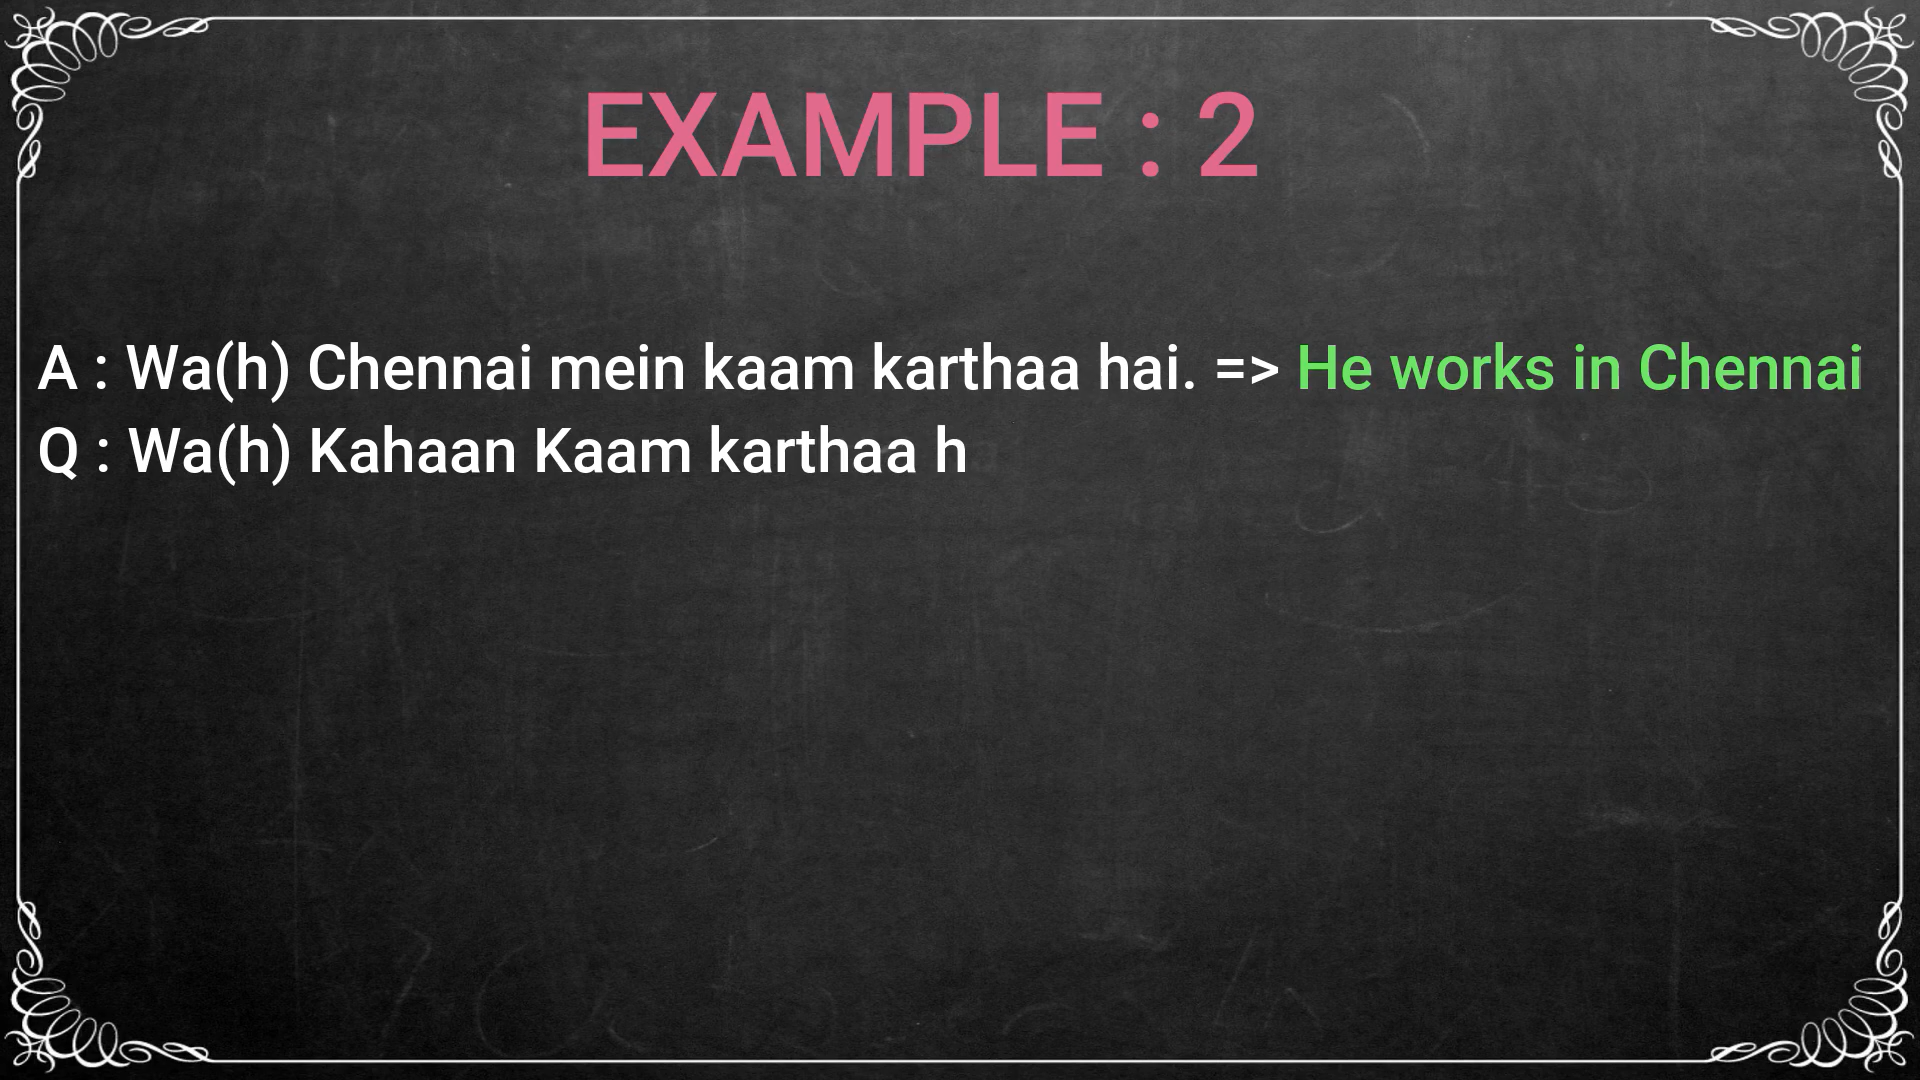 EXAMPLE : 2
A : Wa(h) Chennai mein kaam karthaa hai. => He works in Chennai
Q : Wa(h) Kahaan Kaam karthaa h